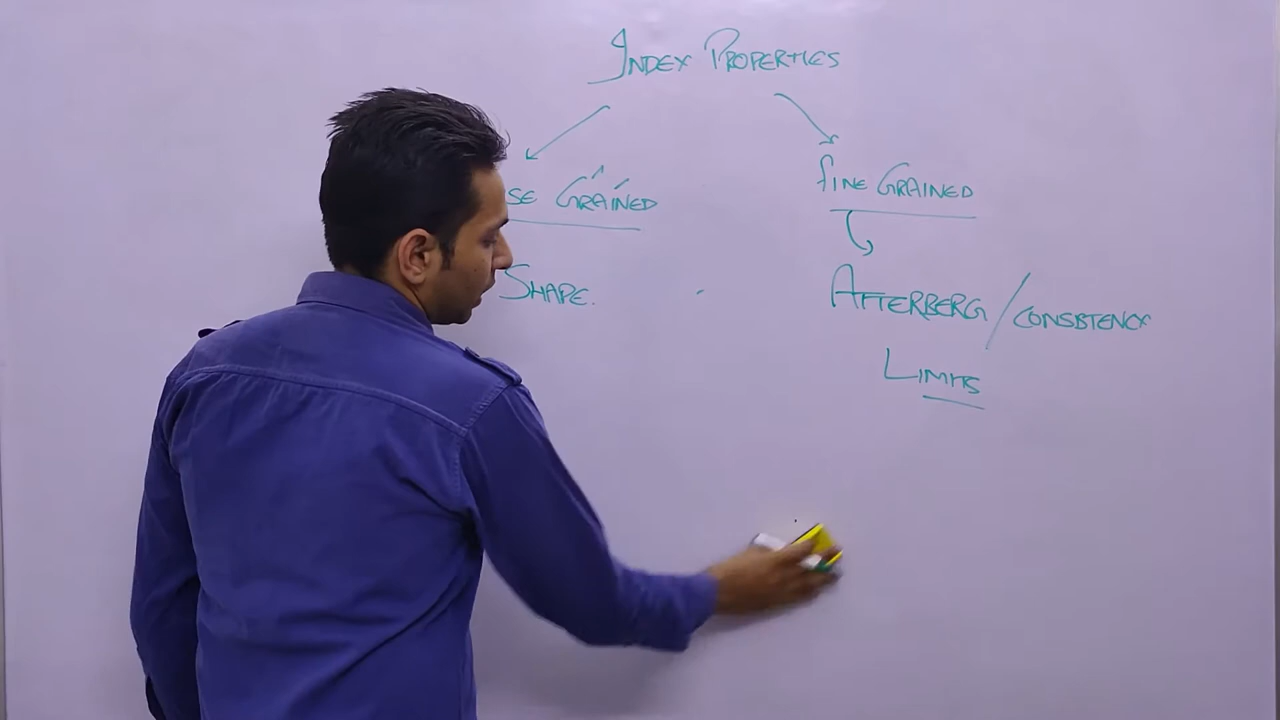 INDEX PROPERTIES
SE GRAINED
FINE GRAINED
SHAPE.
ATTERBERG / CONSISTENCY
LIMITS